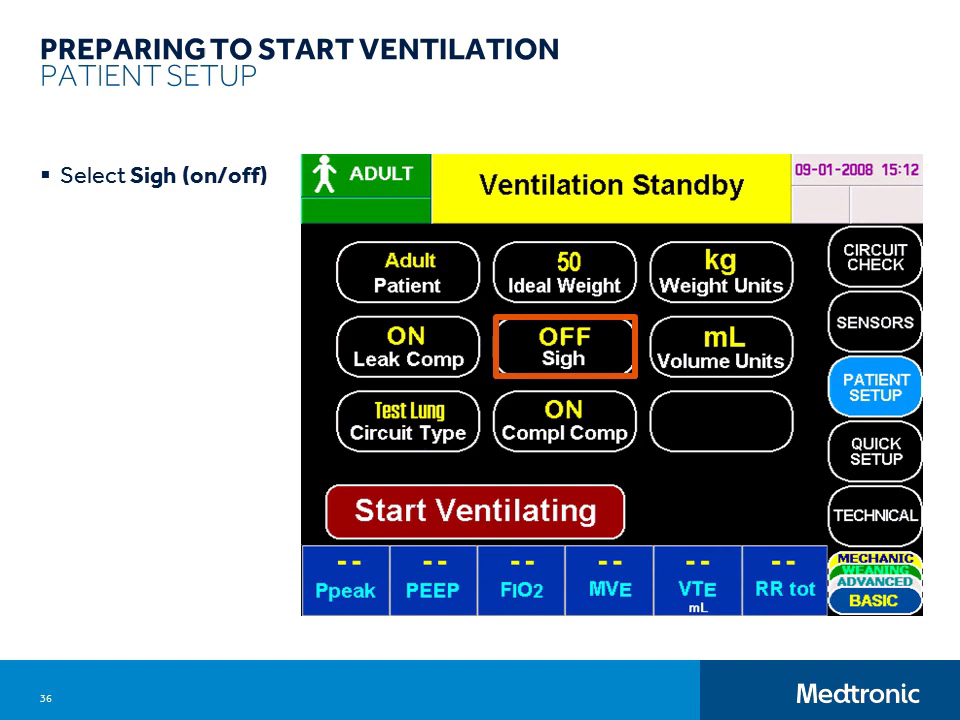 PREPARING TO START VENTILATION
PATIENT SETUP
▪ Select Sigh (on/off)
ADULT
Ventilation Standby
09-01-2008 15:12
Adult
Patient
50
Ideal Weight
kg
Weight Units
CIRCUIT
CHECK
ON
Leak Comp
OFF
Sigh
mL
Volume Units
SENSORS
PATIENT
SETUP
Test Lung
Circuit Type
ON
Compl Comp
QUICK
SETUP
Start Ventilating
TECHNICAL
-- -- -- -- -- --
Ppeak PEEP FIO2 MVE VTE RR tot
mL
MECHANIC
WEANING
ADVANCED
BASIC
36
Medtronic